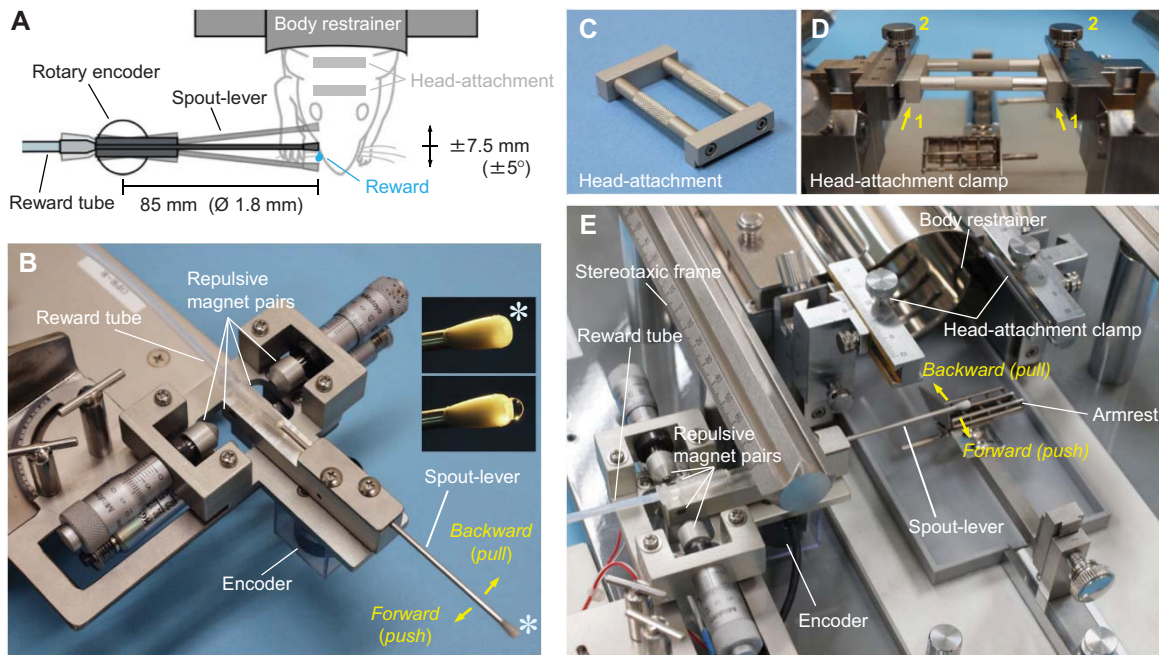 A
Body restrainer
Rotary encoder
Head-attachment
Spout-lever
±7.5 mm
(±5°)
Reward
Reward tube
85 mm (Ø 1.8 mm)
B
Repulsive
magnet pairs
Reward tube
*
Spout-lever
Backward
(pull)
Encoder
Forward
(push)
*
C
Head-attachment
D
2
2
1
1
Head-attachment clamp
E
Body restrainer
Stereotaxic frame
Reward tube
Head-attachment clamp
Backward (pull)
Armrest
Forward (push)
Repulsive
magnet pairs
Spout-lever
Encoder